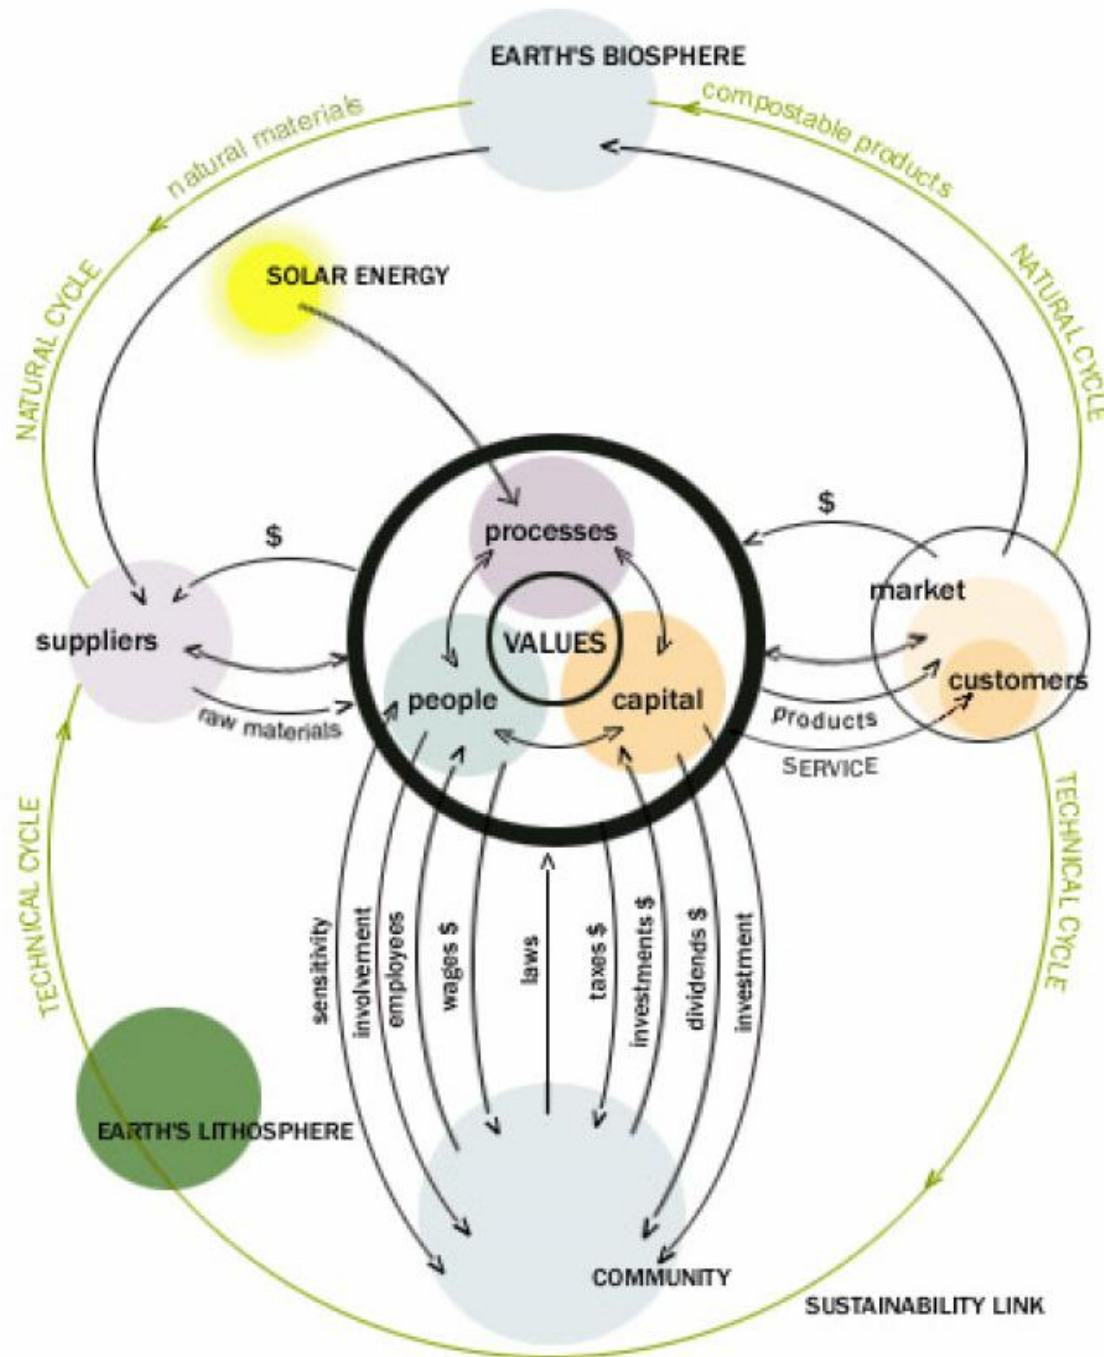 EARTH'S BIOSPHERE
natural materials
compostable products
SOLAR ENERGY
NATURAL CYCLE
NATURAL CYCLE
$
$
processes
market
suppliers
VALUES
people
capital
customers
raw materials
products
SERVICE
TECHNICAL CYCLE
TECHNICAL CYCLE
sensitivity
involvement
employees
wages $
laws
taxes $
investments $
dividends $
investment
EARTH'S LITHOSPHERE
COMMUNITY
SUSTAINABILITY LINK